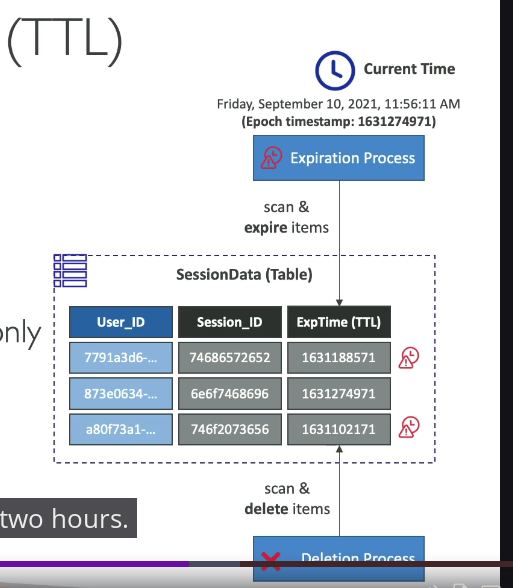 (TTL)
Current Time
Friday, September 10, 2021, 11:56:11 AM
(Epoch timestamp: 1631274971)
Expiration Process
scan &
expire items
SessionData (Table)
only
User_ID Session_ID ExpTime (TTL)
7791a3d6-... 74686572652 1631188571
873e0634-... 6e6f7468696 1631274971
a80f73a1-... 746f2073656 1631102171
scan &
delete items
two hours.
Deletion Process